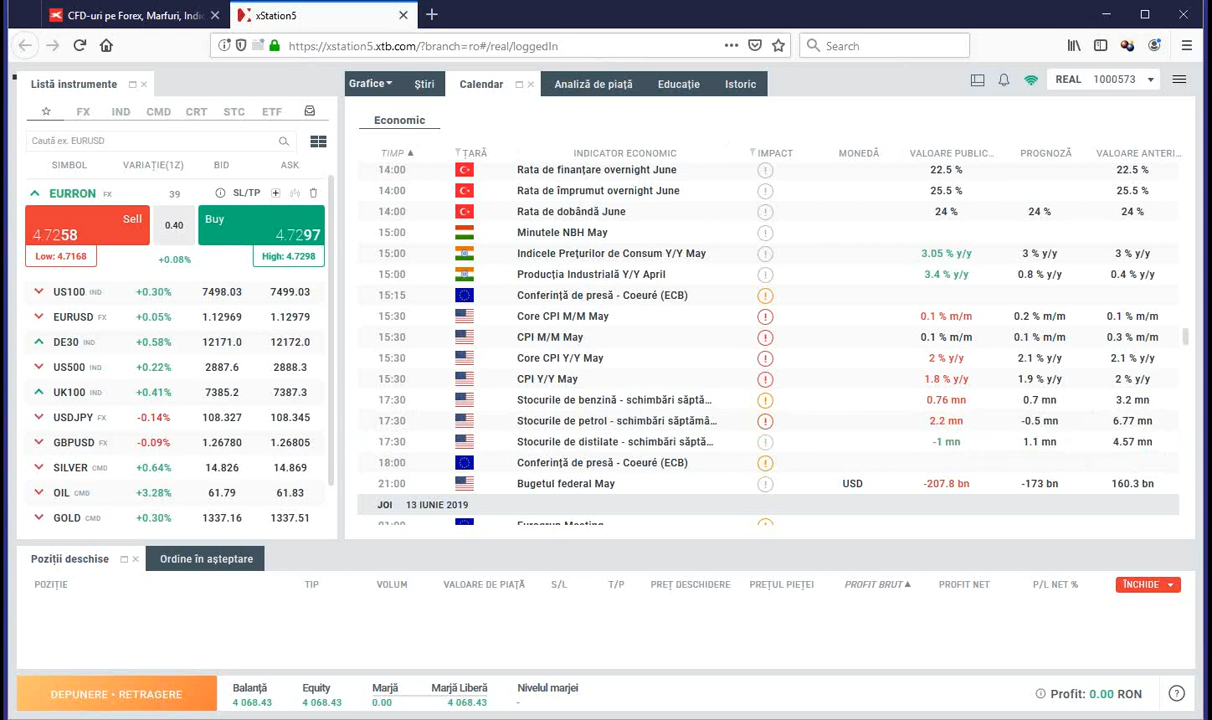 CFD-uri pe Forex, Marfuri, Indi
xStation5
https://xstation5.xtb.com/?branch=ro#/real/loggedIn
Search
Listă instrumente
Grafice
Știri
Calendar
Analiză de piață
Educație
Istoric
REAL 1000573
FX IND CMD CRT STC ETF
Caută ex. EURUSD
SIMBOL VARIAȚIE(1Z) BID ASK
EURRON FX 39 SL/TP
Sell 4.7258
0.40
Buy 4.7297
Low: 4.7168
+0.08%
High: 4.7298
US100 IND +0.30% 7498.03 7499.03
EURUSD FX +0.05% 1.12969 1.12979
DE30 IND +0.58% 12171.0 12172.0
US500 IND +0.22% 2887.6 2888.3
UK100 IND +0.41% 7385.2 7387.3
USDJPY FX -0.14% 108.327 108.345
GBPUSD FX -0.09% 1.26780 1.26805
SILVER CMD +0.64% 14.826 14.869
OIL CMD +3.28% 61.79 61.83
GOLD CMD +0.30% 1337.16 1337.51
Economic
TIMP ȚARĂ INDICATOR ECONOMIC IMPACT MONEDĂ VALOARE PUBLIC... PROGNOZĂ VALOARE ANTERI...
14:00 Rata de finanțare overnight June 22.5 % 22.5 %
14:00 Rata de împrumut overnight June 25.5 % 25.5 %
14:00 Rata de dobândă June 24 % 24 % 24 %
15:00 Minutele NBH May
15:00 Indicele Prețurilor de Consum Y/Y May 3.05 % y/y 3 % y/y 3 % y/y
15:00 Producția Industrială Y/Y April 3.4 % y/y 0.8 % y/y 0.4 % y/y
15:15 Conferință de presă - Coeuré (ECB)
15:30 Core CPI M/M May 0.1 % m/m 0.2 % m/m 0.1 % m/m
15:30 CPI M/M May 0.1 % m/m 0.1 % m/m 0.3 % m/m
15:30 Core CPI Y/Y May 2 % y/y 2.1 % y/y 2.1 % y/y
15:30 CPI Y/Y May 1.8 % y/y 1.9 % y/y 2 % y/y
17:30 Stocurile de benzină - schimbări săptă... 0.76 mn 0.7 mn 3.2 mn
17:30 Stocurile de petrol - schimbări săptămâ... 2.2 mn -0.5 mn 6.77 mn
17:30 Stocurile de distilate - schimbări săptă... -1 mn 1.1 mn 4.57 mn
18:00 Conferință de presă - Coeuré (ECB)
21:00 Bugetul federal May USD -207.8 bn -173 bn 160.3 bn
JOI 13 IUNIE 2019
01:00 Eurogrup Meeting
Poziții deschise
Ordine în așteptare
POZIȚIE TIP VOLUM VALOARE DE PIAȚĂ S/L T/P PREȚ DESCHIDERE PREȚUL PIEȚEI PROFIT BRUT PROFIT NET P/L NET % ÎNCHIDE
DEPUNERE • RETRAGERE
Balanță Equity Marjă Marjă Liberă Nivelul marjei
4 068.43 4 068.43 0.00 4 068.43 -
Profit: 0.00 RON